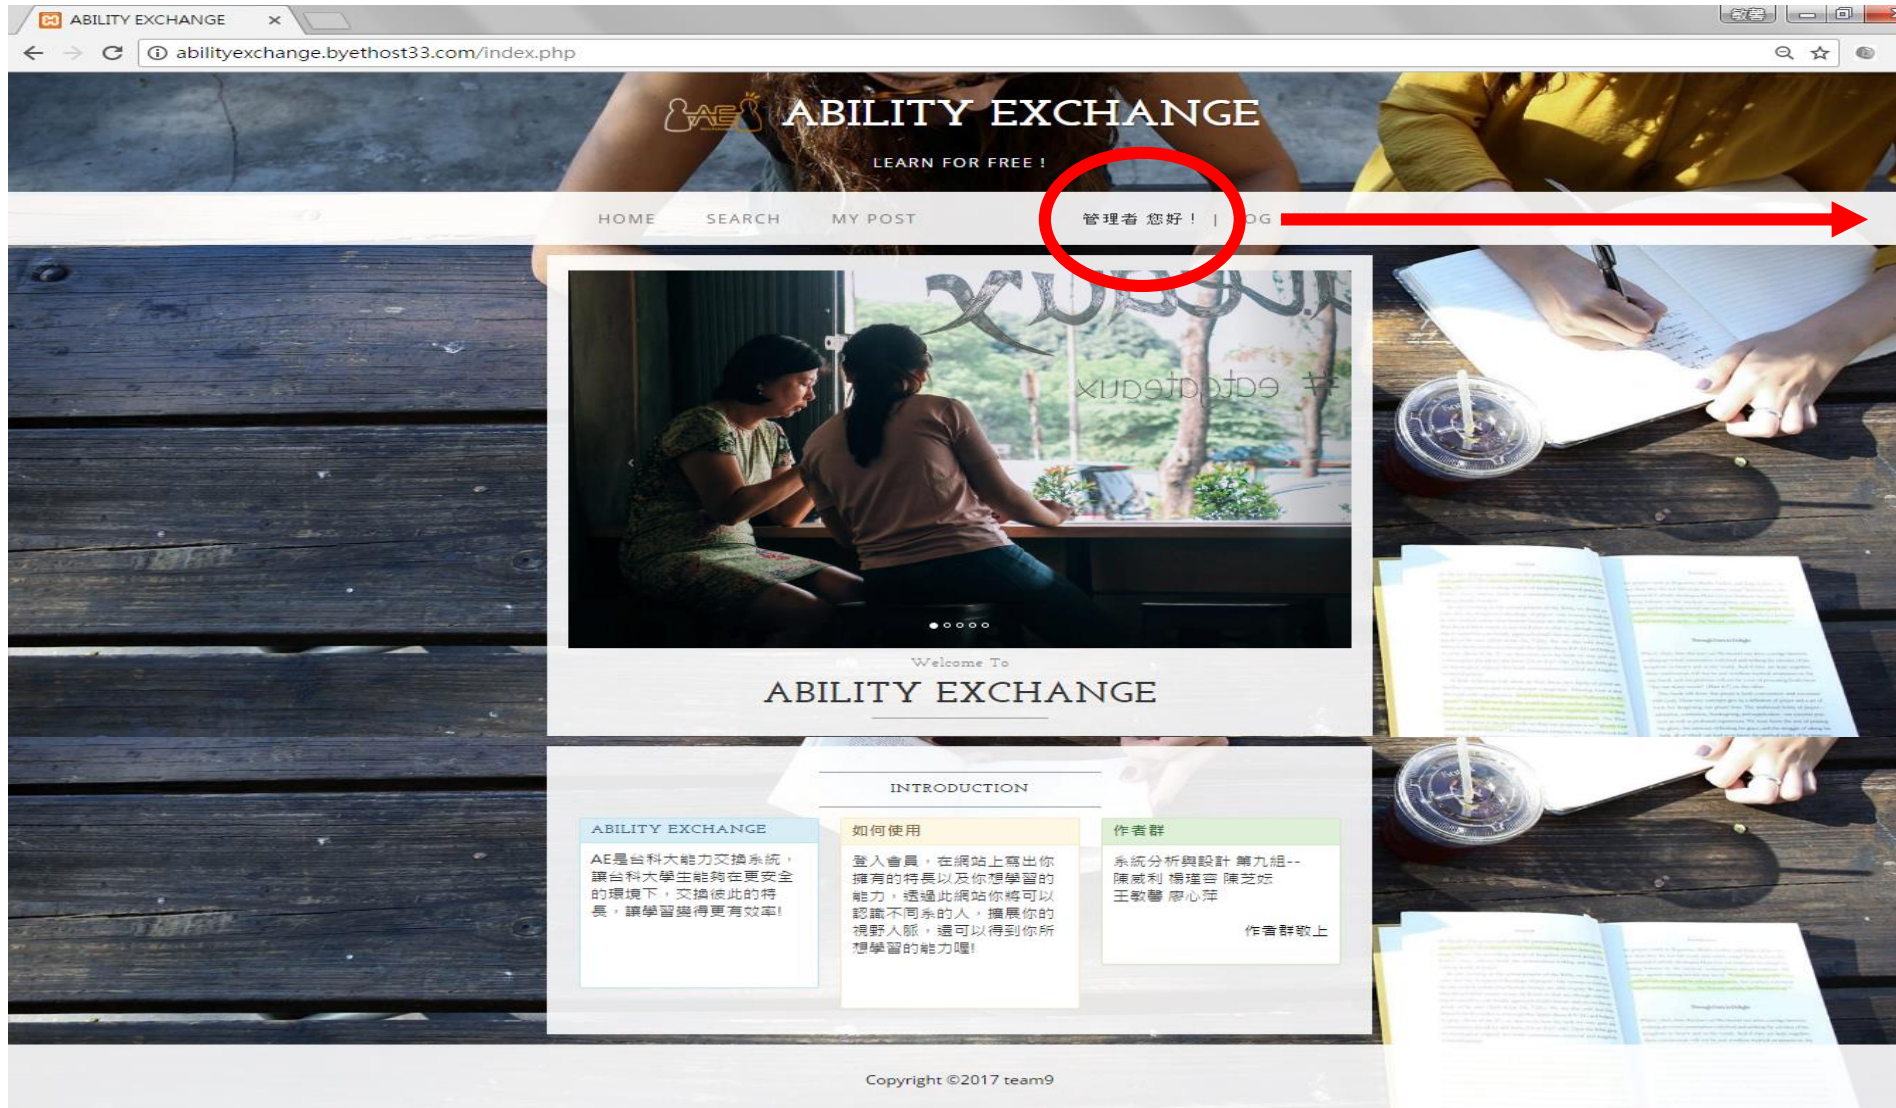 ABILITY EXCHANGE
敏馨
abilityexchange.byethost33.com/index.php
AE ABILITY EXCHANGE
LEARN FOR FREE !
HOME SEARCH MY POST 管理者 您好！ | OG
# eatgateaux
Welcome To
ABILITY EXCHANGE
INTRODUCTION
ABILITY EXCHANGE
AE是台科大能力交換系統，
讓台科大學生能夠在更安全
的環境下，交換彼此的特
長，讓學習變得更有效率!
如何使用
登入會員，在網站上寫出你
擁有的特長以及你想學習的
能力，透過此網站你將可以
認識不同系的人，擴展你的
視野人脈，還可以得到你所
想學習的能力喔!
作者群
系統分析與設計 第九組--
陳威利 楊瑾容 陳芝妘
王敏馨 廖心萍
作者群敬上
Copyright ©2017 team9